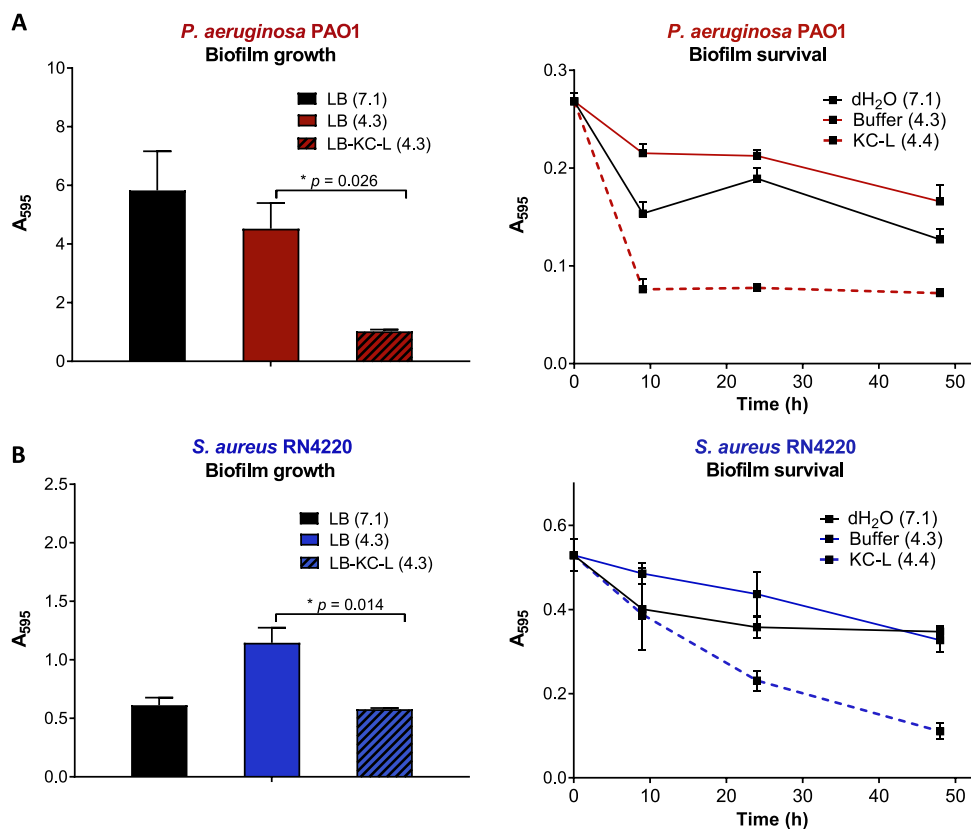 A
P. aeruginosa PAO1
Biofilm growth
10
8
6
4
2
0
A595
LB (7.1)
LB (4.3)
LB-KC-L (4.3)
* p = 0.026
P. aeruginosa PAO1
Biofilm survival
0.3
0.2
0.1
0.0
A595
dH2O (7.1)
Buffer (4.3)
KC-L (4.4)
0 10 20 30 40 50
Time (h)
B
S. aureus RN4220
Biofilm growth
2.5
2.0
1.5
1.0
0.5
0.0
A595
LB (7.1)
LB (4.3)
LB-KC-L (4.3)
* p = 0.014
S. aureus RN4220
Biofilm survival
0.6
0.4
0.2
0.0
A595
dH2O (7.1)
Buffer (4.3)
KC-L (4.4)
0 10 20 30 40 50
Time (h)